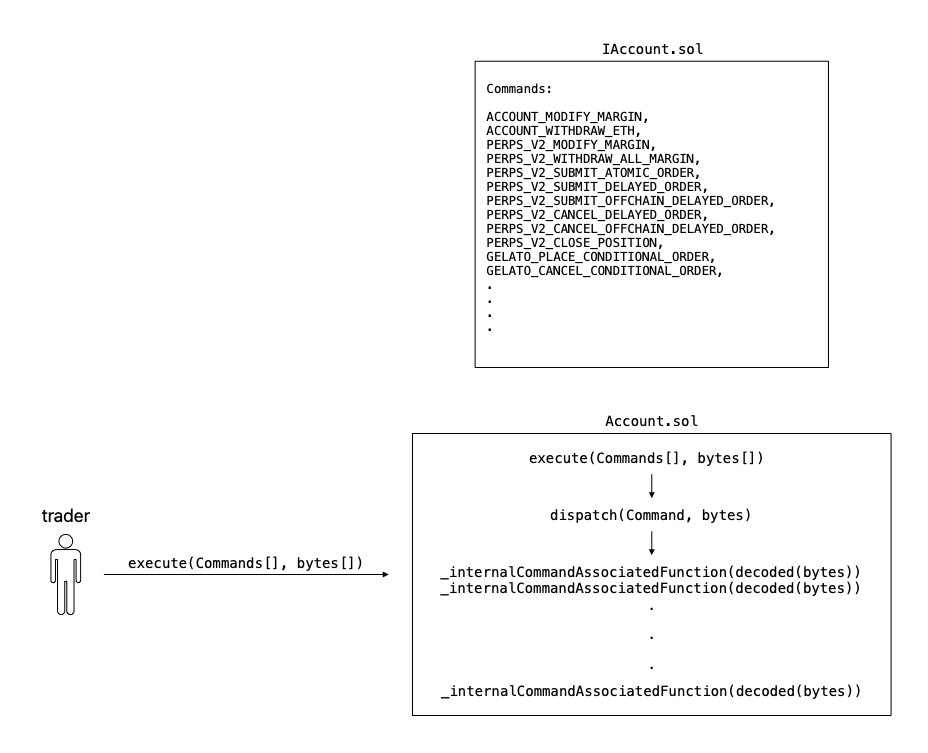 IAccount.sol
Commands:
ACCOUNT_MODIFY_MARGIN,
ACCOUNT_WITHDRAW_ETH,
PERPS_V2_MODIFY_MARGIN,
PERPS_V2_WITHDRAW_ALL_MARGIN,
PERPS_V2_SUBMIT_ATOMIC_ORDER,
PERPS_V2_SUBMIT_DELAYED_ORDER,
PERPS_V2_SUBMIT_OFFCHAIN_DELAYED_ORDER,
PERPS_V2_CANCEL_DELAYED_ORDER,
PERPS_V2_CANCEL_OFFCHAIN_DELAYED_ORDER,
PERPS_V2_CLOSE_POSITION,
GELATO_PLACE_CONDITIONAL_ORDER,
GELATO_CANCEL_CONDITIONAL_ORDER,
.
.
.
.
trader
execute(Commands[], bytes[])
Account.sol
execute(Commands[], bytes[])
dispatch(Command, bytes)
_internalCommandAssociatedFunction(decoded(bytes))
_internalCommandAssociatedFunction(decoded(bytes))
.
.
.
_internalCommandAssociatedFunction(decoded(bytes))